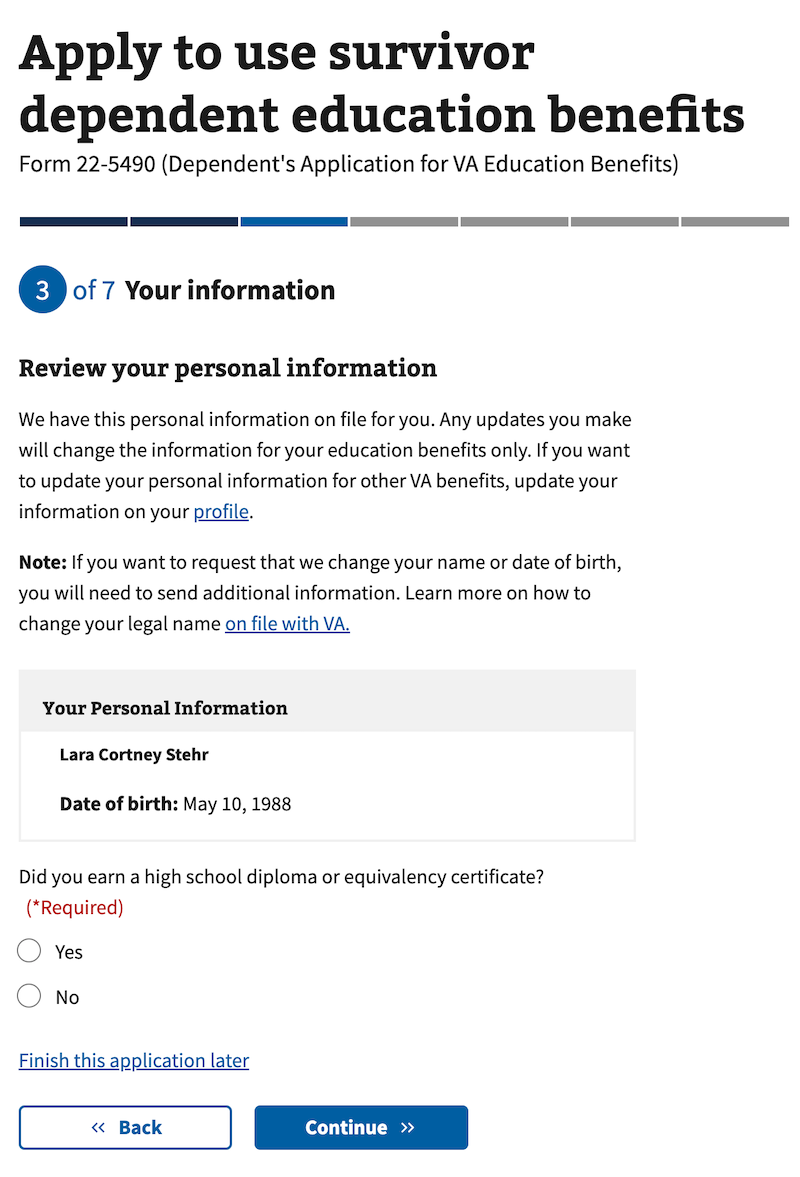 Apply to use survivor
dependent education benefits
Form 22-5490 (Dependent's Application for VA Education Benefits)
3 of 7 Your information
Review your personal information
We have this personal information on file for you. Any updates you make
will change the information for your education benefits only. If you want
to update your personal information for other VA benefits, update your
information on your profile.
Note: If you want to request that we change your name or date of birth,
you will need to send additional information. Learn more on how to
change your legal name on file with VA.
Your Personal Information
Lara Cortney Stehr
Date of birth: May 10, 1988
Did you earn a high school diploma or equivalency certificate?
(*Required)
Yes
No
Finish this application later
« Back
Continue »